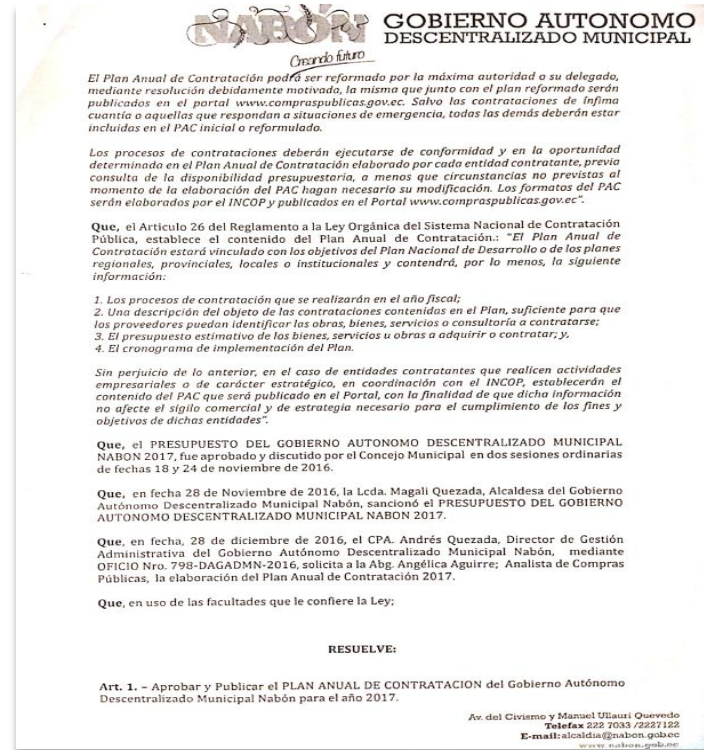 NABÓN
Creando futuro
GOBIERNO AUTONOMO
DESCENTRALIZADO MUNICIPAL
El Plan Anual de Contratación podrá ser reformado por la máxima autoridad o su delegado,
mediante resolución debidamente motivada, la misma que junto con el plan reformado serán
publicados en el portal www.compraspublicas.gov.ec. Salvo las contrataciones de ínfima
cuantía o aquellas que respondan a situaciones de emergencia, todas las demás deberán estar
incluidas en el PAC inicial o reformulado.
Los procesos de contrataciones deberán ejecutarse de conformidad y en la oportunidad
determinada en el Plan Anual de Contratación elaborado por cada entidad contratante, previa
consulta de la disponibilidad presupuestaria, a menos que circunstancias no previstas al
momento de la elaboración del PAC hagan necesario su modificación. Los formatos del PAC
serán elaborados por el INCOP y publicados en el Portal www.compraspublicas.gov.ec".
Que, el Articulo 26 del Reglamento a la Ley Orgánica del Sistema Nacional de Contratación
Pública, establece el contenido del Plan Anual de Contratación.: "El Plan Anual de
Contratación estará vinculado con los objetivos del Plan Nacional de Desarrollo o de los planes
regionales, provinciales, locales o institucionales y contendrá, por lo menos, la siguiente
información:
1. Los procesos de contratación que se realizarán en el año fiscal;
2. Una descripción del objeto de las contrataciones contenidas en el Plan, suficiente para que
los proveedores puedan identificar las obras, bienes, servicios o consultoría a contratarse;
3. El presupuesto estimativo de los bienes, servicios u obras a adquirir o contratar; y,
4. El cronograma de implementación del Plan.
Sin perjuicio de lo anterior, en el caso de entidades contratantes que realicen actividades
empresariales o de carácter estratégico, en coordinación con el INCOP, establecerán el
contenido del PAC que será publicado en el Portal, con la finalidad de que dicha información
no afecte el sigilo comercial y de estrategia necesario para el cumplimiento de los fines y
objetivos de dichas entidades".
Que, el PRESUPUESTO DEL GOBIERNO AUTONOMO DESCENTRALIZADO MUNICIPAL
NABON 2017, fue aprobado y discutido por el Concejo Municipal en dos sesiones ordinarias
de fechas 18 y 24 de noviembre de 2016.
Que, en fecha 28 de Noviembre de 2016, la Lcda. Magali Quezada, Alcaldesa del Gobierno
Autónomo Descentralizado Municipal Nabón, sancionó el PRESUPUESTO DEL GOBIERNO
AUTONOMO DESCENTRALIZADO MUNICIPAL NABON 2017.
Que, en fecha, 28 de diciembre de 2016, el CPA. Andrés Quezada, Director de Gestión
Administrativa del Gobierno Autónomo Descentralizado Municipal Nabón, mediante
OFICIO Nro. 798-DAGADMN-2016, solicita a la Abg. Angélica Aguirre; Analista de Compras
Públicas, la elaboración del Plan Anual de Contratación 2017.
Que, en uso de las facultades que le confiere la Ley;
RESUELVE:
Art. 1. – Aprobar y Publicar el PLAN ANUAL DE CONTRATACION del Gobierno Autónomo
Descentralizado Municipal Nabón para el año 2017.
Av. del Civismo y Manuel Ullauri Quevedo
Telefax 222 7033 /2227122
E-mail: alcaldia@nabon.gob.ec
www.nabon.gob.ec